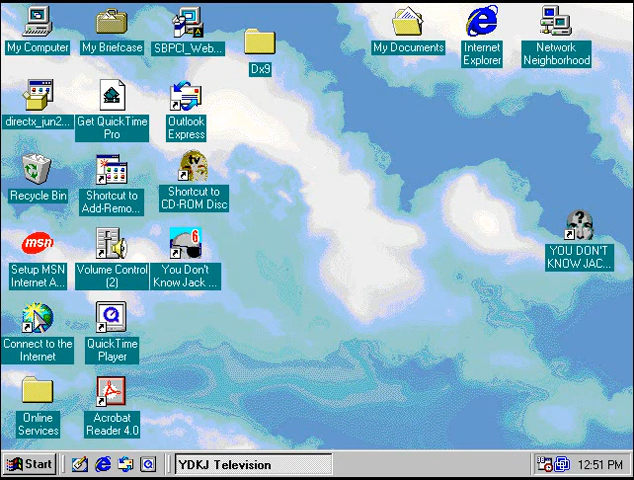 My Computer
My Briefcase
SBPCI_Web...
Dx9
My Documents
Internet
Explorer
Network
Neighborhood
directx_jun2...
Get QuickTime
Pro
Outlook
Express
Recycle Bin
Shortcut to
Add-Remo...
tv
Shortcut to
CD-ROM Disc
?
YOU DON'T
KNOW JAC...
msn
Setup MSN
Internet A...
Volume Control
(2)
6
You Don't
Know Jack ...
Connect to the
Internet
QuickTime
Player
Online
Services
Acrobat
Reader 4.0
Start
YDKJ Television
12:51 PM